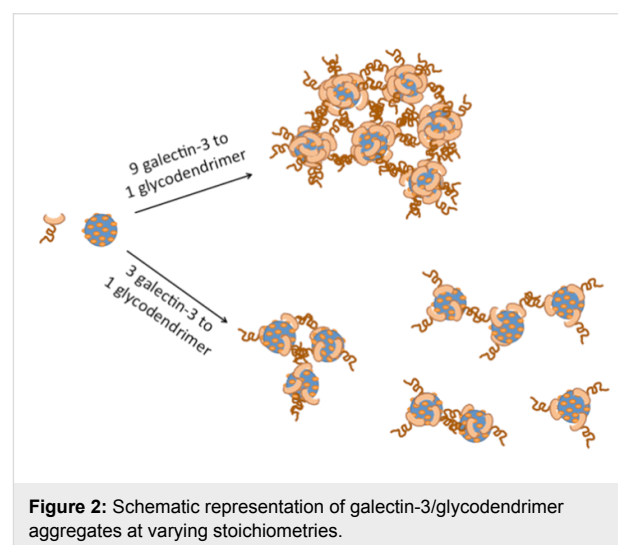 9 galectin-3 to
1 glycodendrimer
3 galectin-3 to
1 glycodendrimer
Figure 2: Schematic representation of galectin-3/glycodendrimer
aggregates at varying stoichiometries.